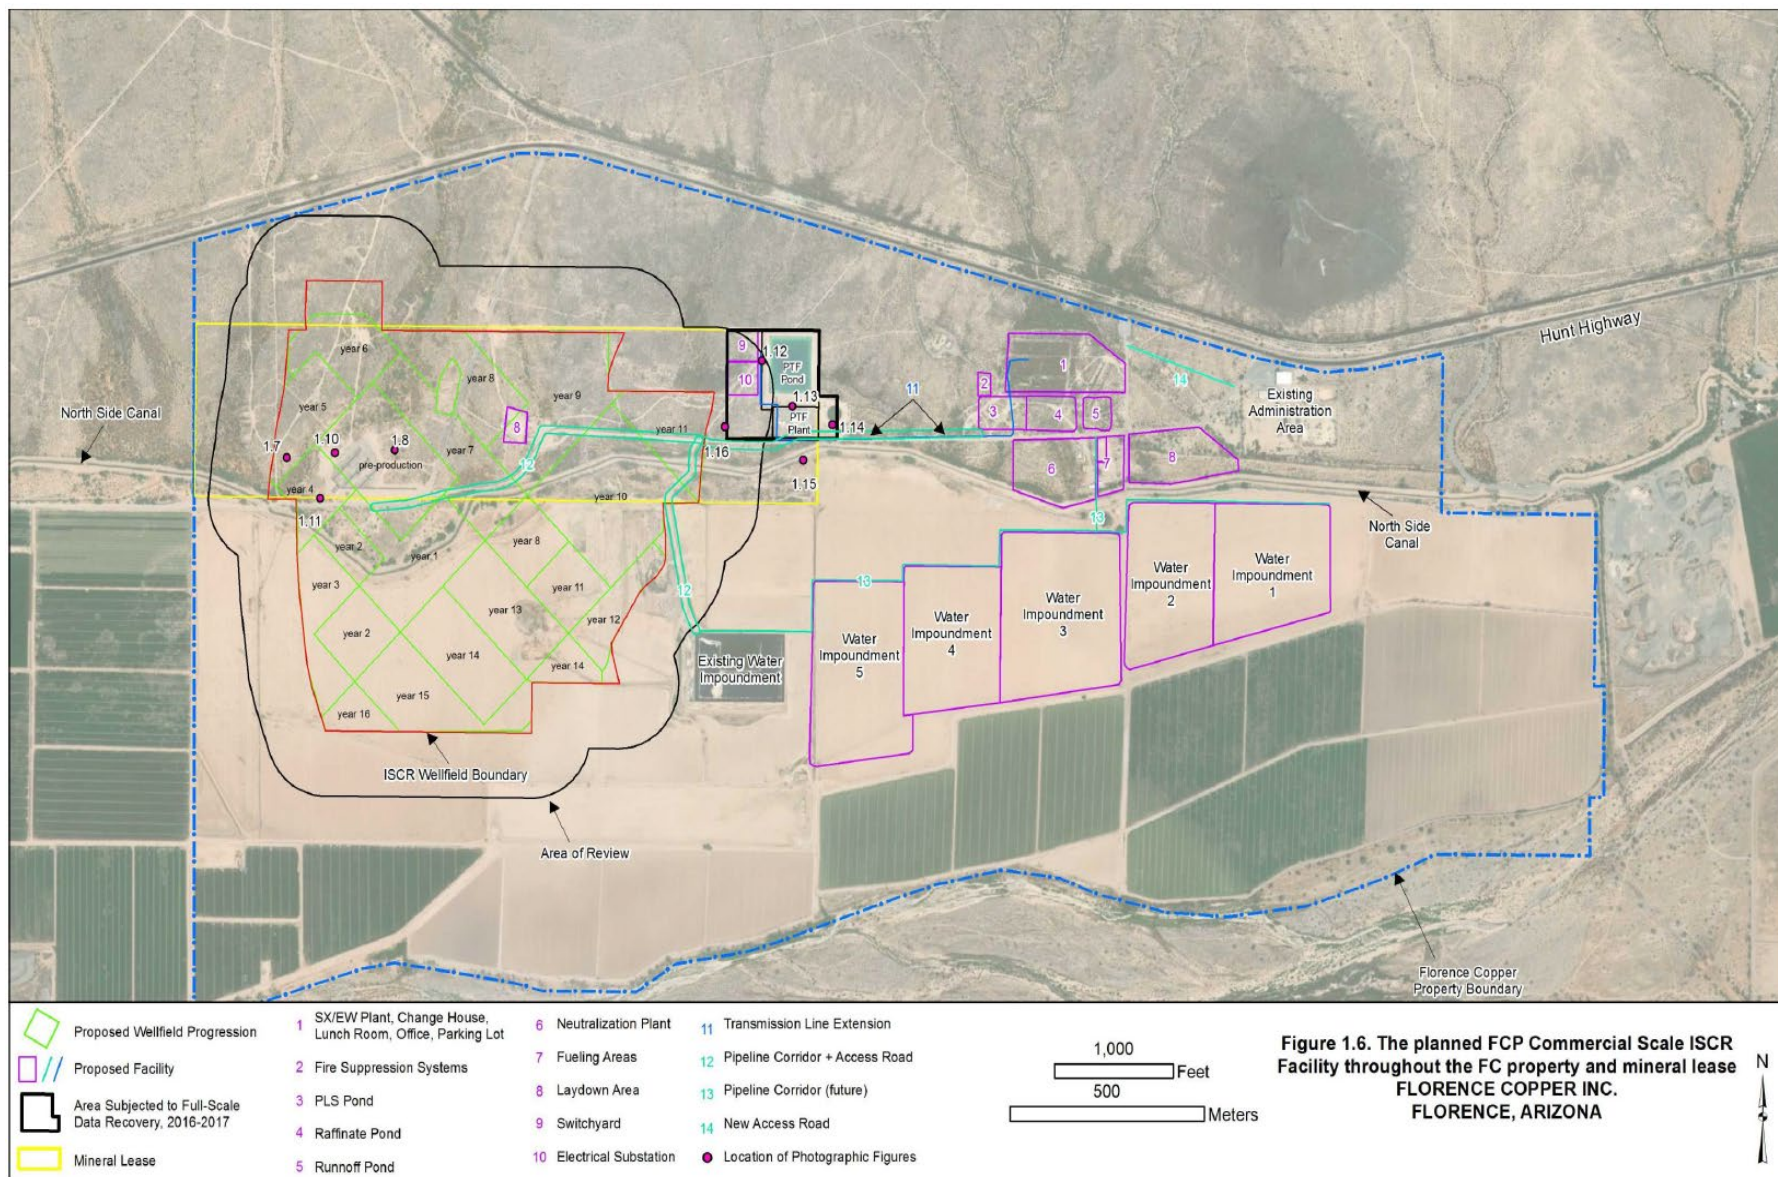 Hunt Highway
North Side
Canal
year 6
year 8
year 5
year 9
year 11
9
1.12
10
PTF
Pond
1.13
PTF
Plant
1.14
1.16
1.15
11
1
2
3
4
5
14
Existing
Administration
Area
1.7
1.10
1.8
pre-production
year 7
8
12
year 4
1.11
year 10
6
7
8
13
North Side
Canal
year 2
year 1
year 8
year 3
year 11
year 13
year 12
year 2
year 14
year 14
year 15
year 16
12
13
Existing Water
Impoundment
Water
Impoundment
5
Water
Impoundment
4
Water
Impoundment
3
Water
Impoundment
2
Water
Impoundment
1
ISCR Wellfield Boundary
Area of Review
Florence Copper
Property Boundary
Proposed Wellfield Progression
Proposed Facility
Area Subjected to Full-Scale
Data Recovery, 2016-2017
Mineral Lease
1 SX/EW Plant, Change House,
Lunch Room, Office, Parking Lot
2 Fire Suppression Systems
3 PLS Pond
4 Raffinate Pond
5 Runnoff Pond
6 Neutralization Plant
7 Fueling Areas
8 Laydown Area
9 Switchyard
10 Electrical Substation
11 Transmission Line Extension
12 Pipeline Corridor + Access Road
13 Pipeline Corridor (future)
14 New Access Road
Location of Photographic Figures
1,000
Feet
500
Meters
Figure 1.6. The planned FCP Commercial Scale ISCR
Facility throughout the FC property and mineral lease
FLORENCE COPPER INC.
FLORENCE, ARIZONA
N